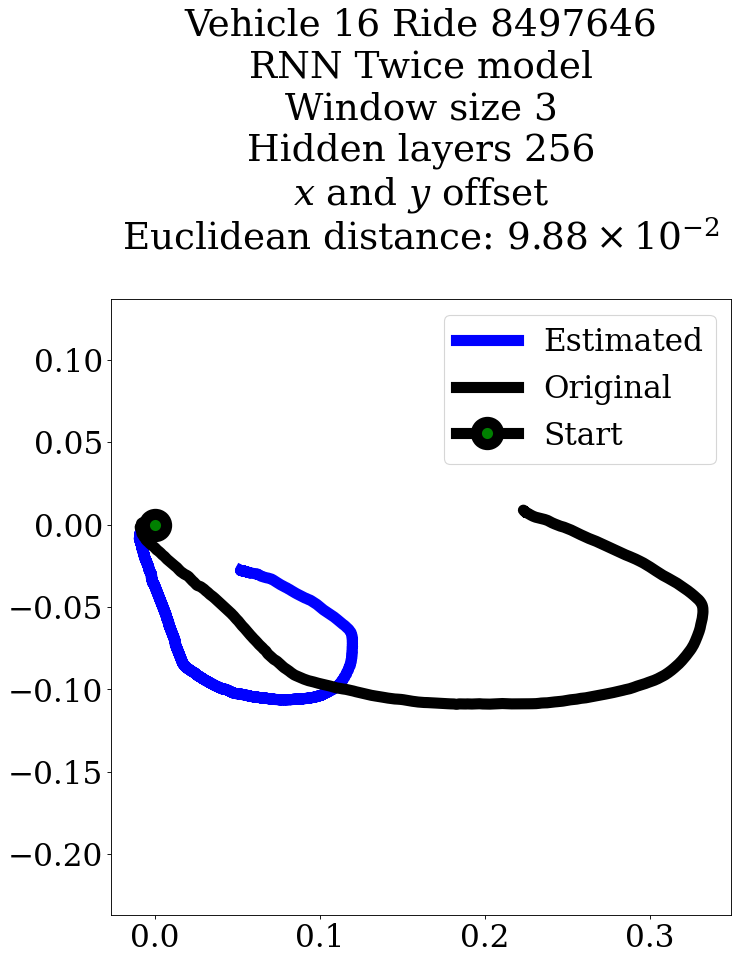 Vehicle 16 Ride 8497646
RNN Twice model
Window size 3
Hidden layers 256
x and y offset
Euclidean distance: 9.88 × 10⁻²
Estimated
Original
Start
0.10
0.05
0.00
−0.05
−0.10
−0.15
−0.20
0.0 0.1 0.2 0.3